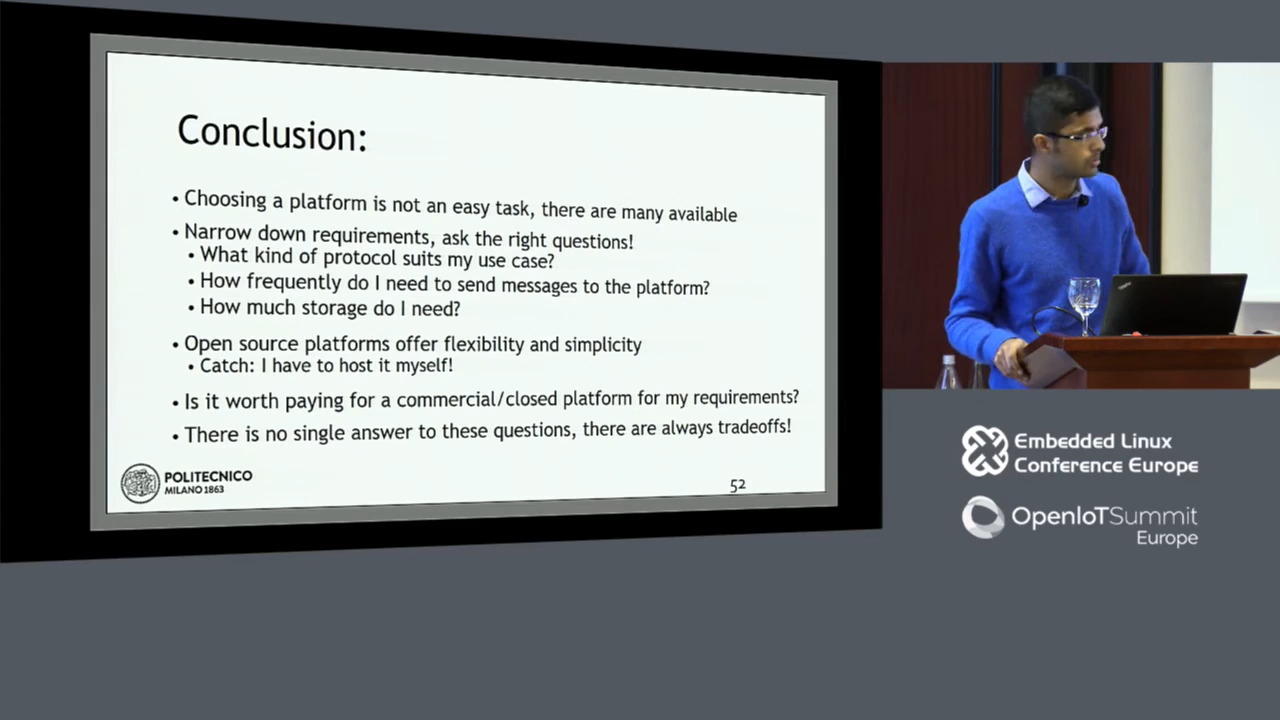 Conclusion:
• Choosing a platform is not an easy task, there are many available
• Narrow down requirements, ask the right questions!
• What kind of protocol suits my use case?
• How frequently do I need to send messages to the platform?
• How much storage do I need?
• Open source platforms offer flexibility and simplicity
• Catch: I have to host it myself!
• Is it worth paying for a commercial/closed platform for my requirements?
• There is no single answer to these questions, there are always tradeoffs!
POLITECNICO
MILANO 1863
52
Embedded Linux
Conference Europe
OpenIoTSummit
Europe